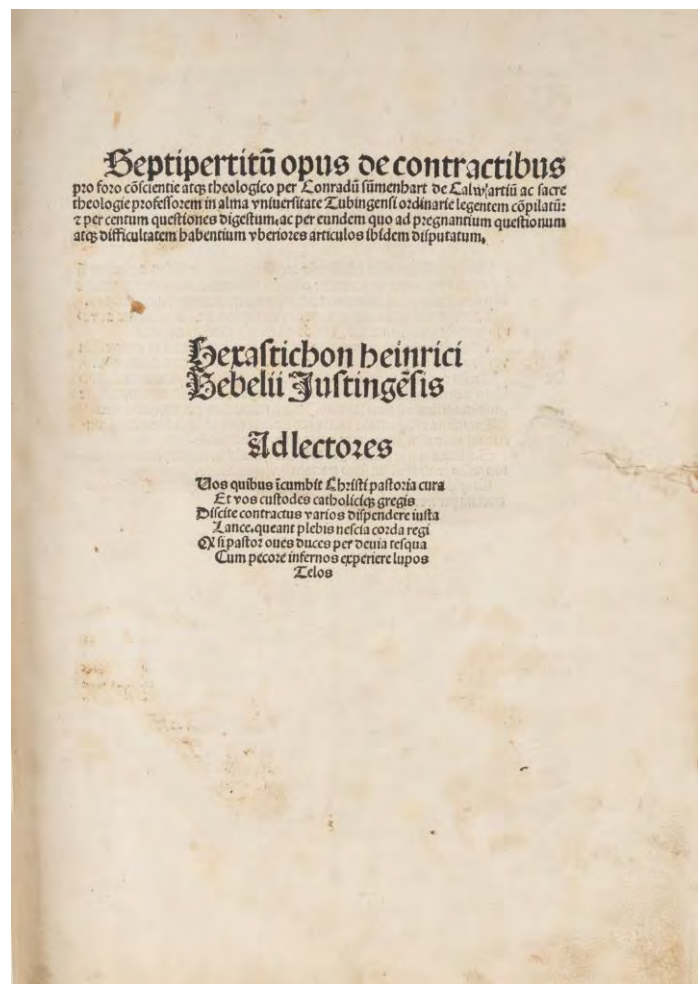 Septipertitū opus de contractibus
pro foro cōscientie atqꝫ theologico per Conradū sūmenhart de Calw/artiū ac sacre
theologie professorem in alma vniuersitate Tubingensi ordinarie legentem cōpilatū:
⁊ per centum questiones digestum, ac per eundem quo ad pregnantium questionum
atqꝫ difficultatem habentium vberiores articulos ibidem disputatum.
Hexastichon heinrici
Bebelii Justingēsis
Ad lectores
Uos quibus īcumbit Christi pastoria cura
Et vos custodes catholiciqꝫ gregis
Discite contractus varios dispendere iusta
Lance, queant plebis nescia corda regi
Qꝫ si pastor oues duces per deuia tesqua
Cum pecore infernos experiere lupos
Telos